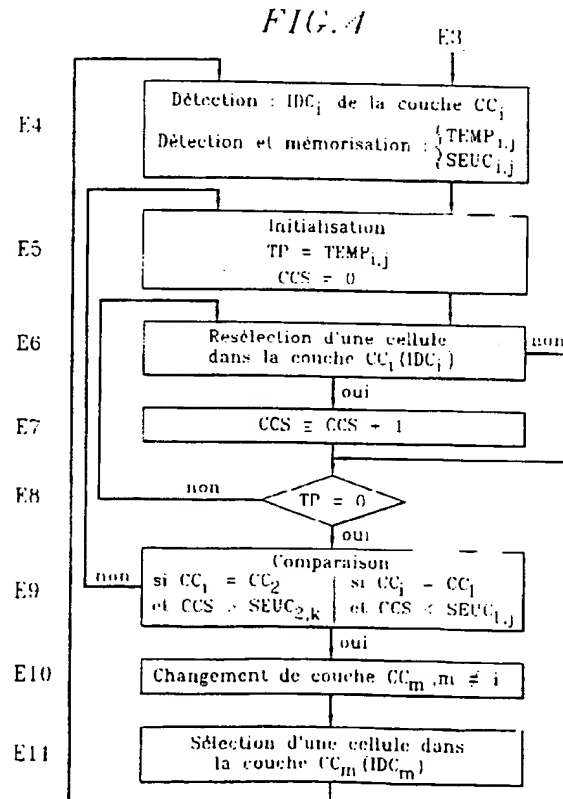 FIG. 4
E3
E4
Détection : IDC_i de la couche CC_i
Détection et mémorisation : { TEMP_i,j
SEUC_i,j
E5
Initialisation
TP = TEMP_i,j
CCS = 0
E6
Resélection d'une cellule
dans la couche CC_i (IDC_i)
non
oui
E7
CCS = CCS + 1
E8
non
TP = 0
oui
E9
non
Comparaison
si CC_i = CC_2 | si CC_i = CC_1
et CCS > SEUC_2,k | et CCS < SEUC_1,j
oui
E10
Changement de couche CC_m, m ≠ i
E11
Sélection d'une cellule dans
la couche CC_m (IDC_m)